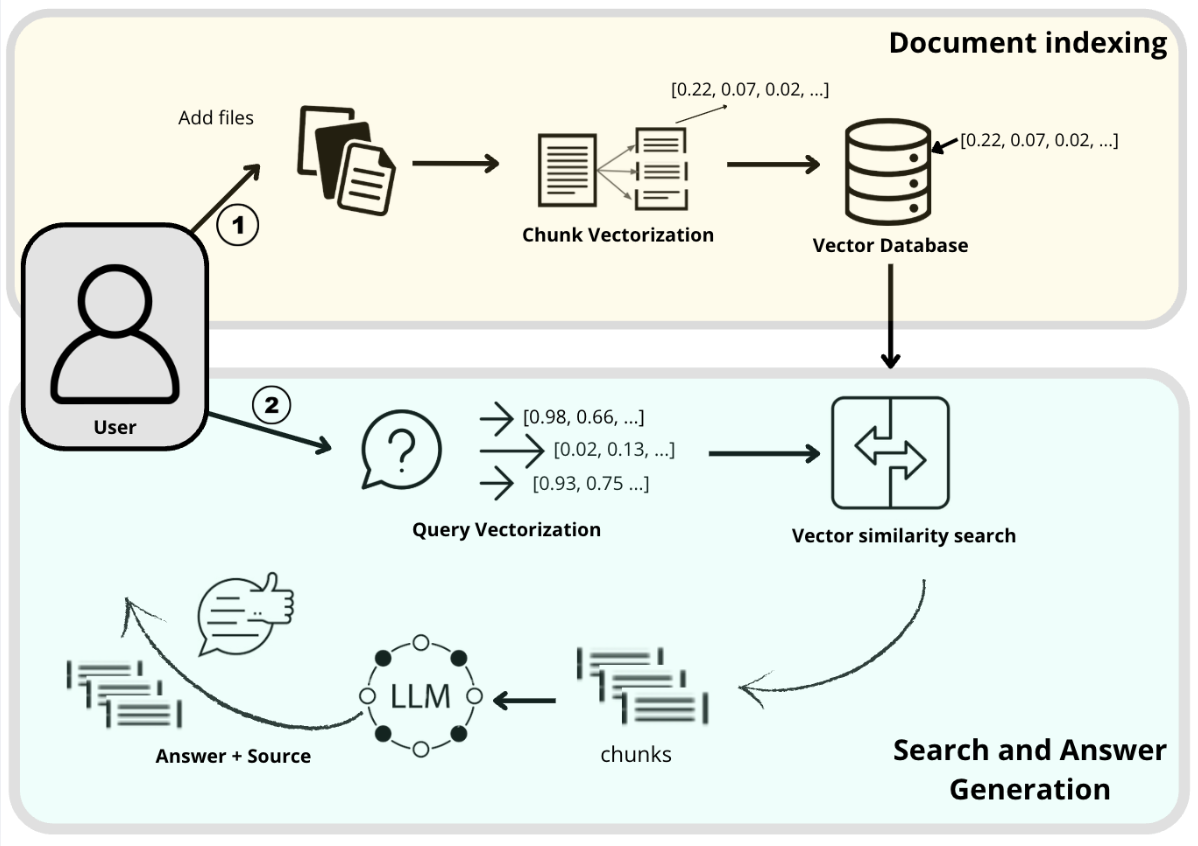 Document indexing
[0.22, 0.07, 0.02, ...]
Add files
[0.22, 0.07, 0.02, ...]
1
Chunk Vectorization
Vector Database
2
User
?
[0.98, 0.66, ...]
[0.02, 0.13, ...]
[0.93, 0.75 ...]
Query Vectorization
Vector similarity search
LLM
Answer + Source
chunks
Search and Answer
Generation